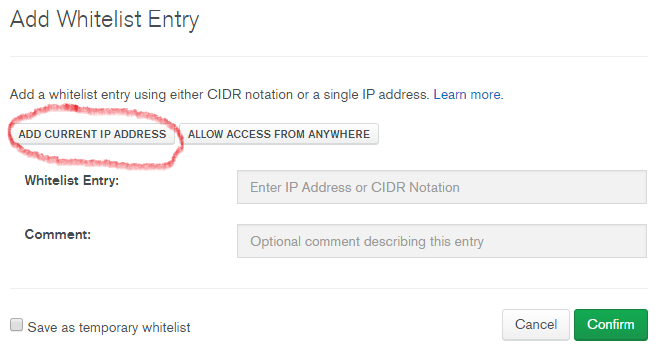 Add Whitelist Entry
Add a whitelist entry using either CIDR notation or a single IP address. Learn more.
ADD CURRENT IP ADDRESS ALLOW ACCESS FROM ANYWHERE
Whitelist Entry: Enter IP Address or CIDR Notation
Comment: Optional comment describing this entry
Save as temporary whitelist Cancel Confirm